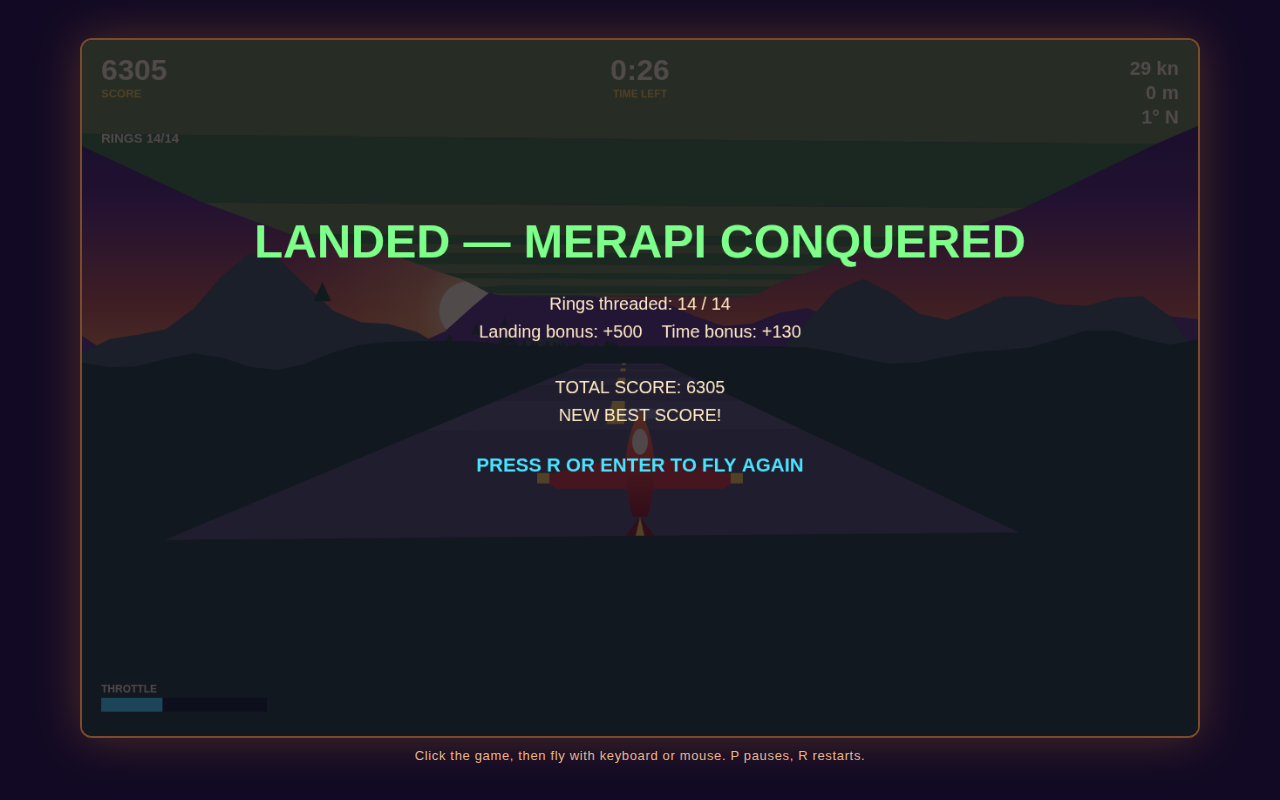 6305
SCORE
0:26
TIME LEFT
29 kn
0 m
1° N
RINGS 14/14
LANDED — MERAPI CONQUERED
Rings threaded: 14 / 14
Landing bonus: +500 Time bonus: +130
TOTAL SCORE: 6305
NEW BEST SCORE!
PRESS R OR ENTER TO FLY AGAIN
THROTTLE
Click the game, then fly with keyboard or mouse. P pauses, R restarts.